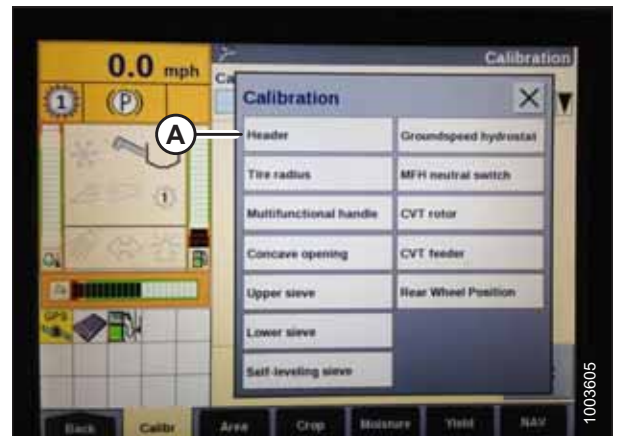 0.0 mph
Calibration
Ca
1
(P)
Calibration
X
A
Header
Groundspeed hydrostat
Tire radius
MFH neutral switch
1
Multifunctional handle
CVT rotor
Concave opening
CVT feeder
Upper sieve
Rear Wheel Position
GPS
Lower sieve
Self-leveling sieve
Back
Calibr
Area
Crop
Moisture
Yield
NAV
1003605